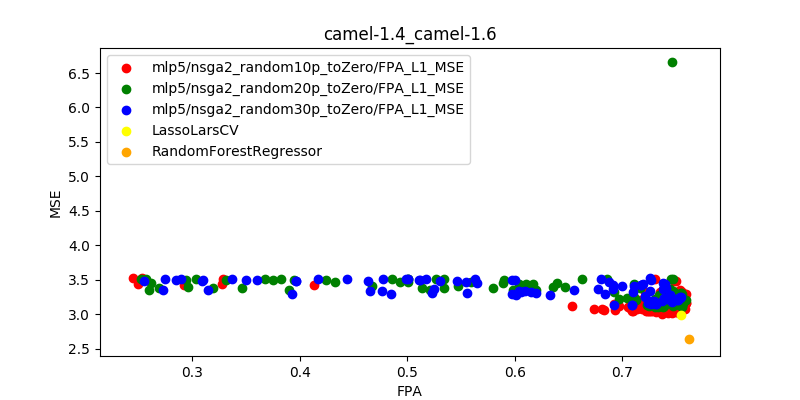 camel-1.4_camel-1.6
mlp5/nsga2_random10p_toZero/FPA_L1_MSE
mlp5/nsga2_random20p_toZero/FPA_L1_MSE
mlp5/nsga2_random30p_toZero/FPA_L1_MSE
LassoLarsCV
RandomForestRegressor
MSE
6.5
6.0
5.5
5.0
4.5
4.0
3.5
3.0
2.5
0.3 0.4 0.5 0.6 0.7
FPA